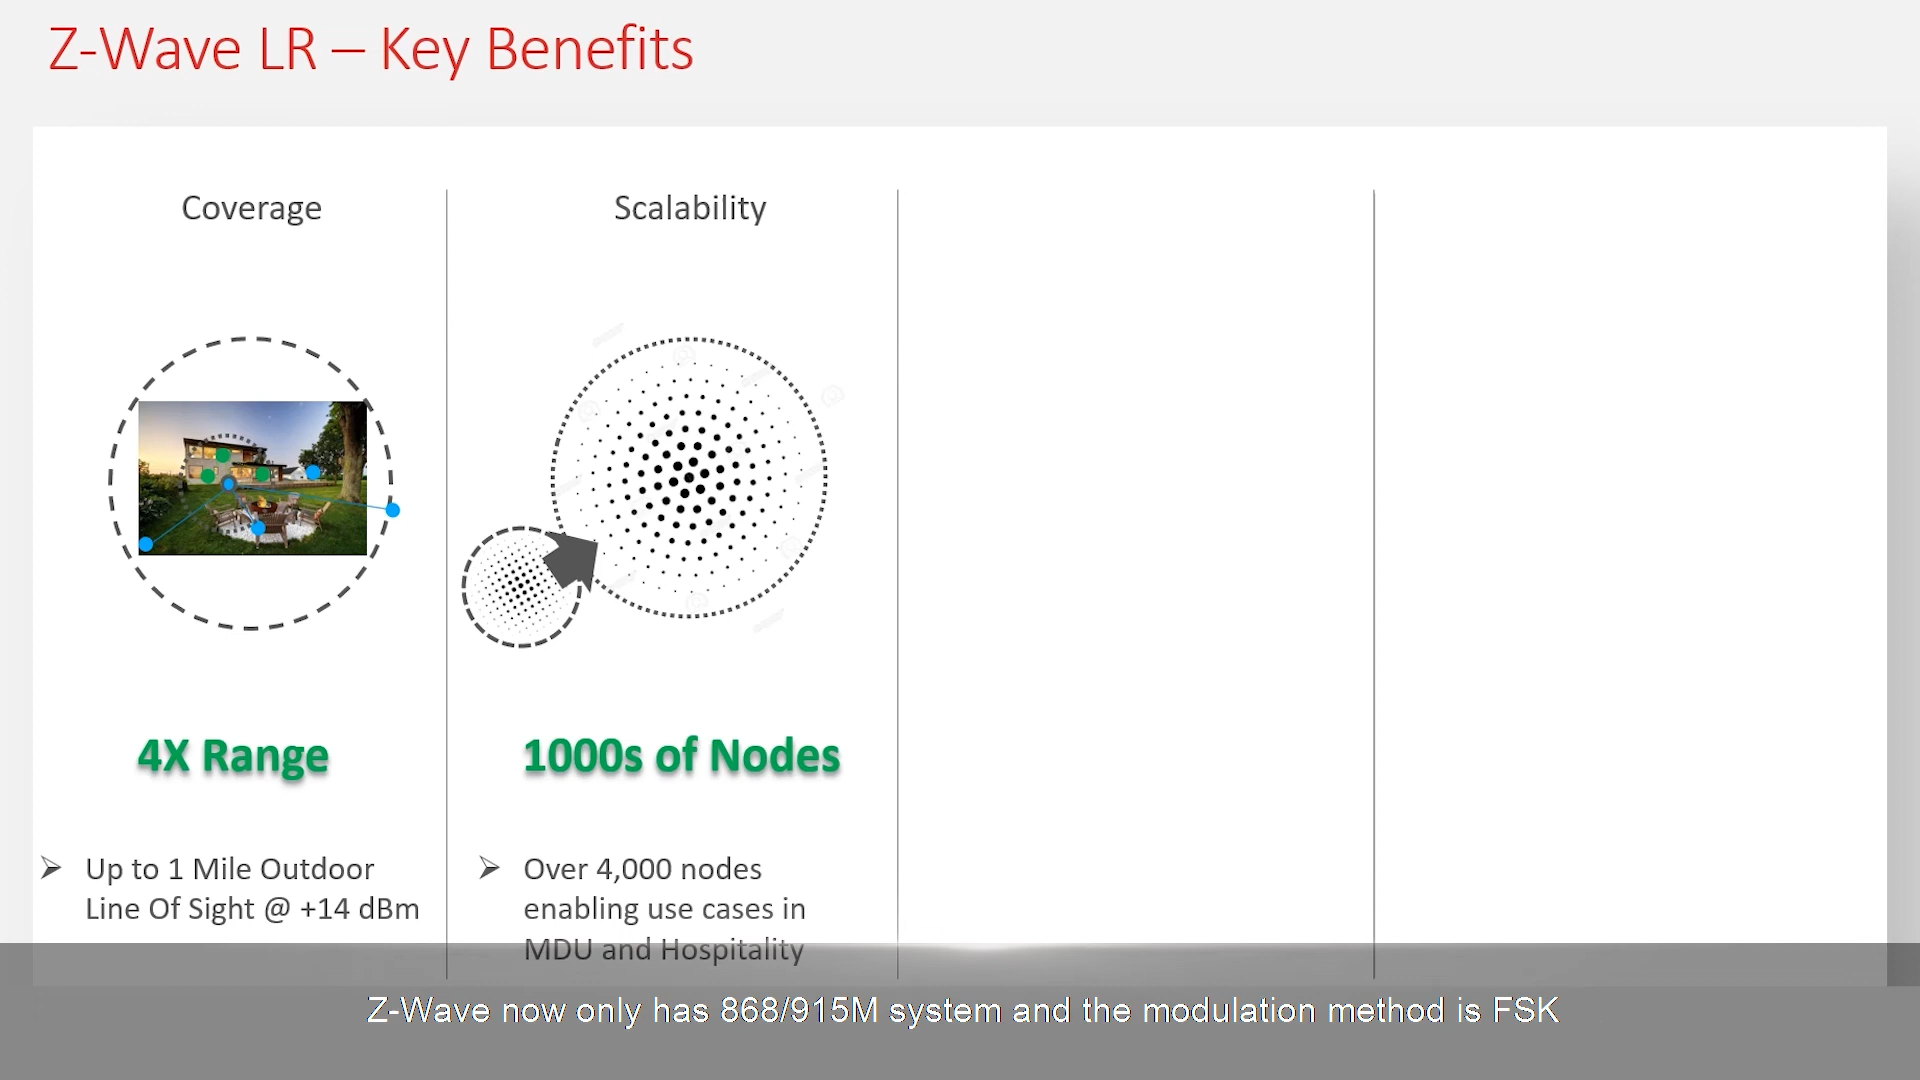 Z-Wave LR – Key Benefits
Coverage
Scalability
4X Range
1000s of Nodes
➢ Up to 1 Mile Outdoor
Line Of Sight @ +14 dBm
➢ Over 4,000 nodes
enabling use cases in
MDU and Hospitality
Z-Wave now only has 868/915M system and the modulation method is FSK